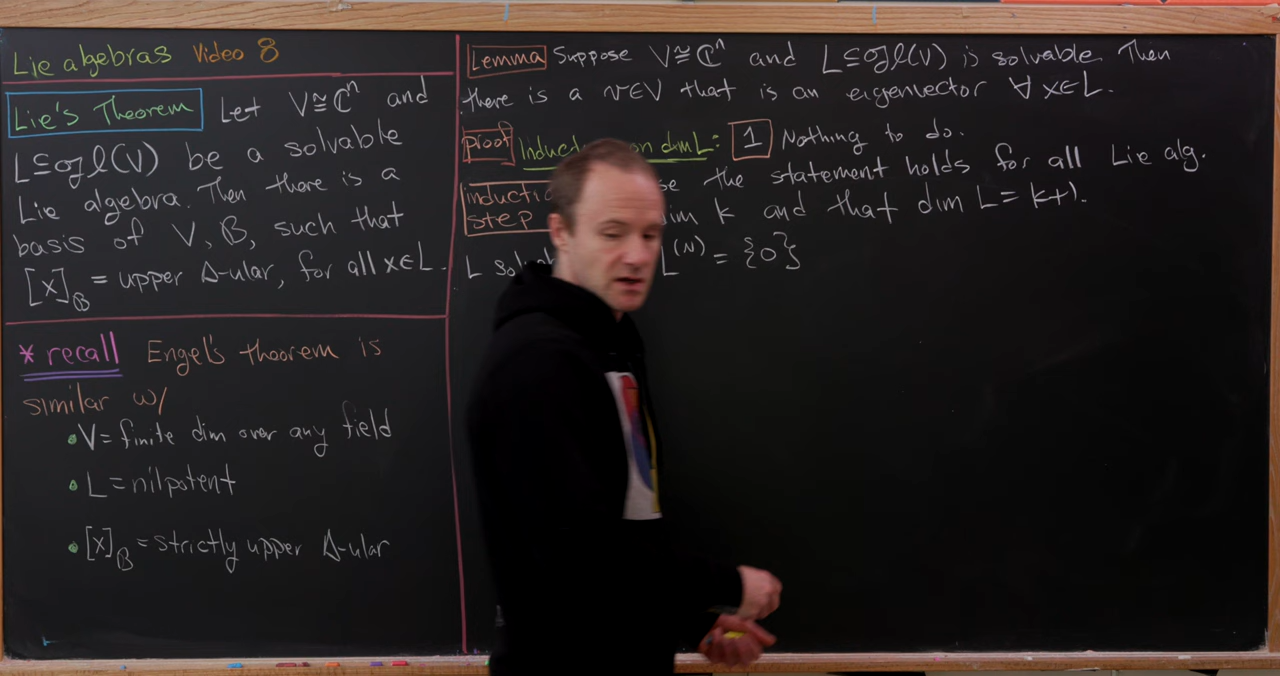 Lie algebras Video 8
Lie's Theorem Let V≅ℂⁿ and
L⊆gl(V) be a solvable
Lie algebra. Then there is a
basis of V, B, such that
[x]_B = upper Δ-ular, for all x∈L.
* recall Engel's theorem is
similar w/
• V = finite dim over any field
• L = nilpotent
• [x]_B = strictly upper Δ-ular
Lemma Suppose V≅ℂⁿ and L⊆gl(V) is solvable. Then
there is a v∈V that is an eigenvector ∀ x∈L.
Proof Induction on dim L: 1 Nothing to do.
the statement holds for all Lie alg.
step k and that dim L = k+1.
L L^(N) = {0}